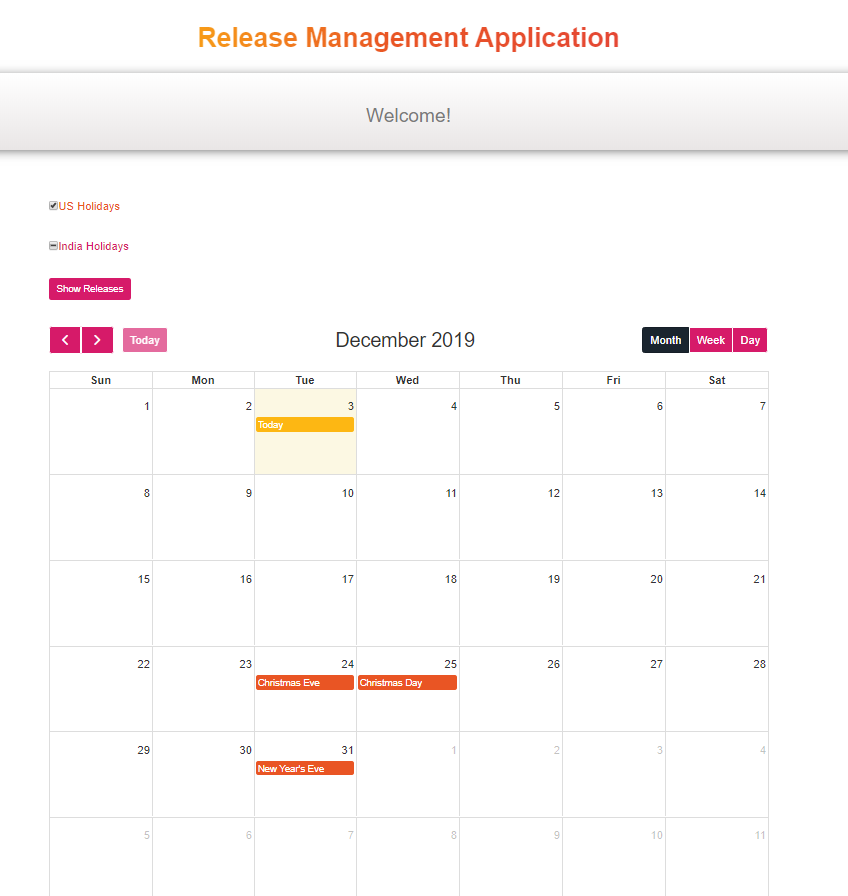 Release Management Application
Welcome!
US Holidays
India Holidays
Show Releases
Today December 2019 Month Week Day
Sun Mon Tue Wed Thu Fri Sat
1 2 3 4 5 6 7
Today
8 9 10 11 12 13 14
15 16 17 18 19 20 21
22 23 24 25 26 27 28
Christmas Eve Christmas Day
29 30 31 1 2 3 4
New Year's Eve
5 6 7 8 9 10 11